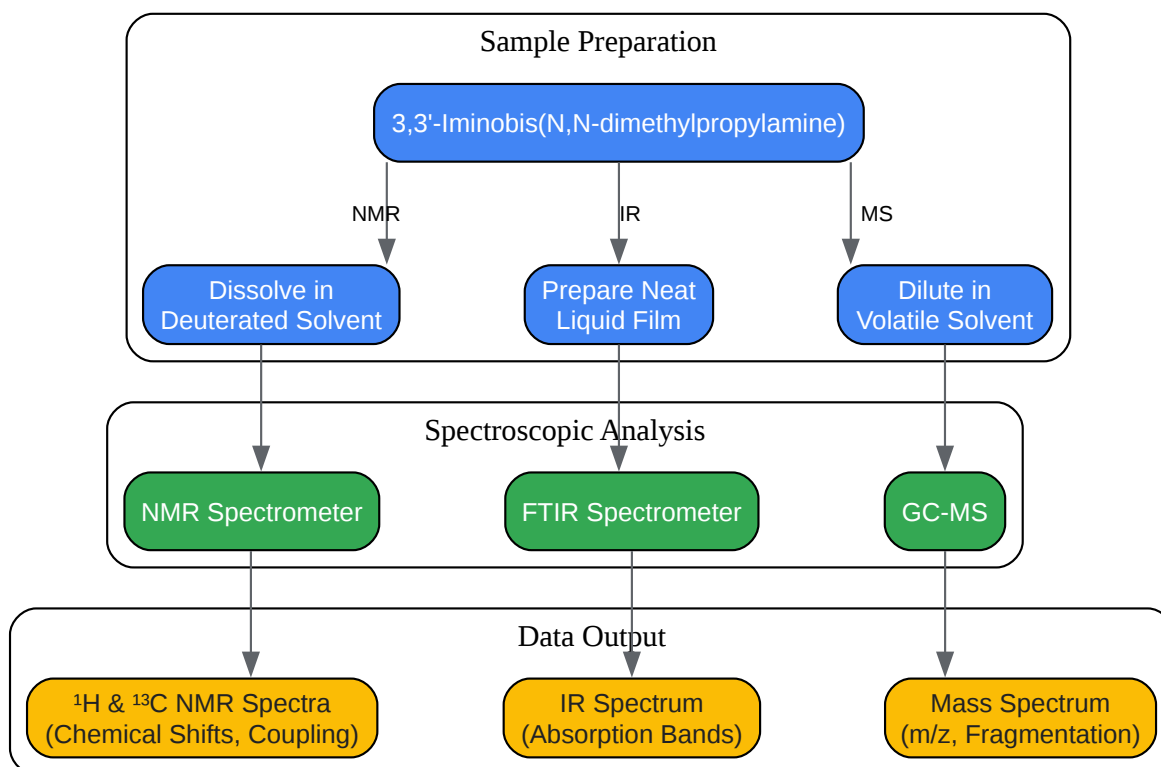 Sample Preparation
3,3'-Iminobis(N,N-dimethylpropylamine)
NMR
IR
MS
Dissolve in
Deuterated Solvent
Prepare Neat
Liquid Film
Dilute in
Volatile Solvent
Spectroscopic Analysis
NMR Spectrometer
FTIR Spectrometer
GC-MS
Data Output
¹H & ¹³C NMR Spectra
(Chemical Shifts, Coupling)
IR Spectrum
(Absorption Bands)
Mass Spectrum
(m/z, Fragmentation)